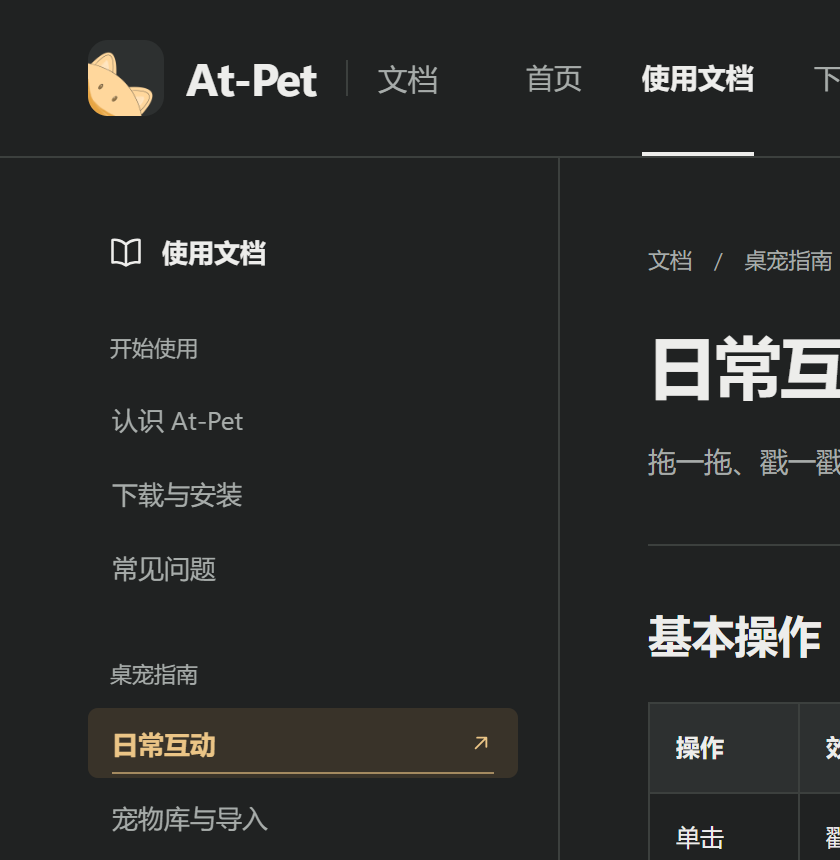 At-Pet 文档 首页 使用文档 下
使用文档
开始使用
认识 At-Pet
下载与安装
常见问题
桌宠指南
日常互动
宠物库与导入
文档 / 桌宠指南
日常互
拖一拖、戳一戳
基本操作
操作
单击